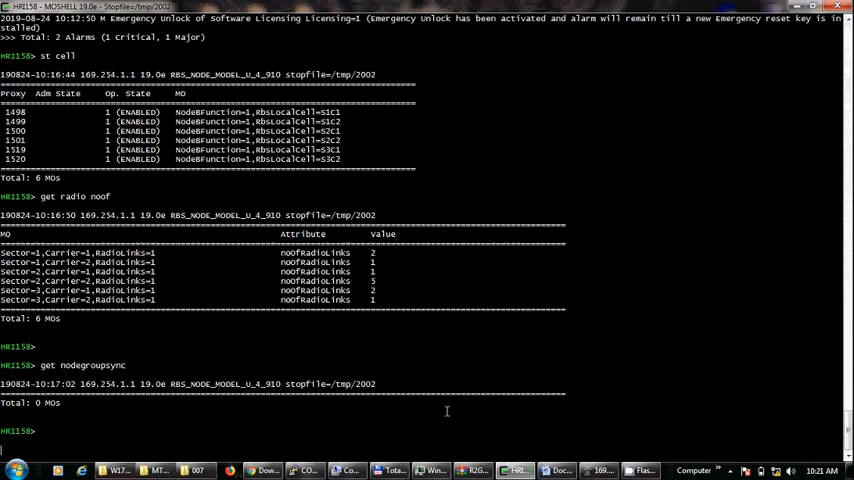 HRI158 - MOSHELL 19.0e - Stopfile=/tmp/2002
2019-08-24 10:12:50 M Emergency Unlock of Software Licensing Licensing=1 (Emergency Unlock has been activated and alarm will remain till a new Emergency reset key is in
stalled)
>>> Total: 2 Alarms (1 Critical, 1 Major)
HRI158> st cell
190824-10:16:44 169.254.1.1 19.0e RBS_NODE_MODEL_U_4_910 stopfile=/tmp/2002
Proxy Adm State Op. State MO
1498 1 (ENABLED) NodeBFunction=1,RbsLocalCell=S1C1
1499 1 (ENABLED) NodeBFunction=1,RbsLocalCell=S1C2
1500 1 (ENABLED) NodeBFunction=1,RbsLocalCell=S2C1
1501 1 (ENABLED) NodeBFunction=1,RbsLocalCell=S2C2
1519 1 (ENABLED) NodeBFunction=1,RbsLocalCell=S3C1
1520 1 (ENABLED) NodeBFunction=1,RbsLocalCell=S3C2
Total: 6 MOs
HRI158> get radio noof
190824-10:16:50 169.254.1.1 19.0e RBS_NODE_MODEL_U_4_910 stopfile=/tmp/2002
MO Attribute Value
Sector=1,Carrier=1,RadioLinks=1 noOfRadioLinks 2
Sector=1,Carrier=2,RadioLinks=1 noOfRadioLinks 1
Sector=2,Carrier=1,RadioLinks=1 noOfRadioLinks 1
Sector=2,Carrier=2,RadioLinks=1 noOfRadioLinks 5
Sector=3,Carrier=1,RadioLinks=1 noOfRadioLinks 2
Sector=3,Carrier=2,RadioLinks=1 noOfRadioLinks 1
Total: 6 MOs
HRI158>
HRI158> get nodegroupsync
190824-10:17:02 169.254.1.1 19.0e RBS_NODE_MODEL_U_4_910 stopfile=/tmp/2002
Total: 0 MOs
HRI158>
W17... MT... 007 Dow... CO... Co... Tota... Win... R2G... HRI... Doc... 169... Flas... Computer » 10:21 AM